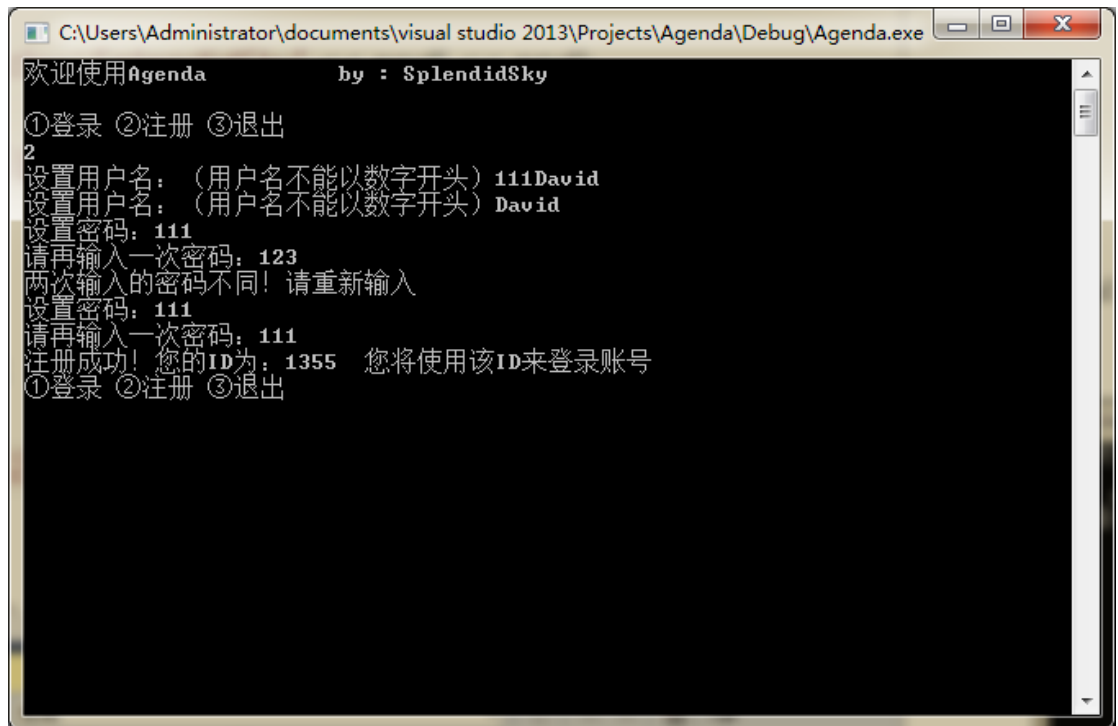 C:\Users\Administrator\documents\visual studio 2013\Projects\Agenda\Debug\Agenda.exe
欢迎使用Agenda by : SplendidSky
①登录 ②注册 ③退出
2
设置用户名：（用户名不能以数字开头）111David
设置用户名：（用户名不能以数字开头）David
设置密码：111
请再输入一次密码：123
两次输入的密码不同！请重新输入
设置密码：111
请再输入一次密码：111
注册成功！您的ID为：1355 您将使用该ID来登录账号
①登录 ②注册 ③退出